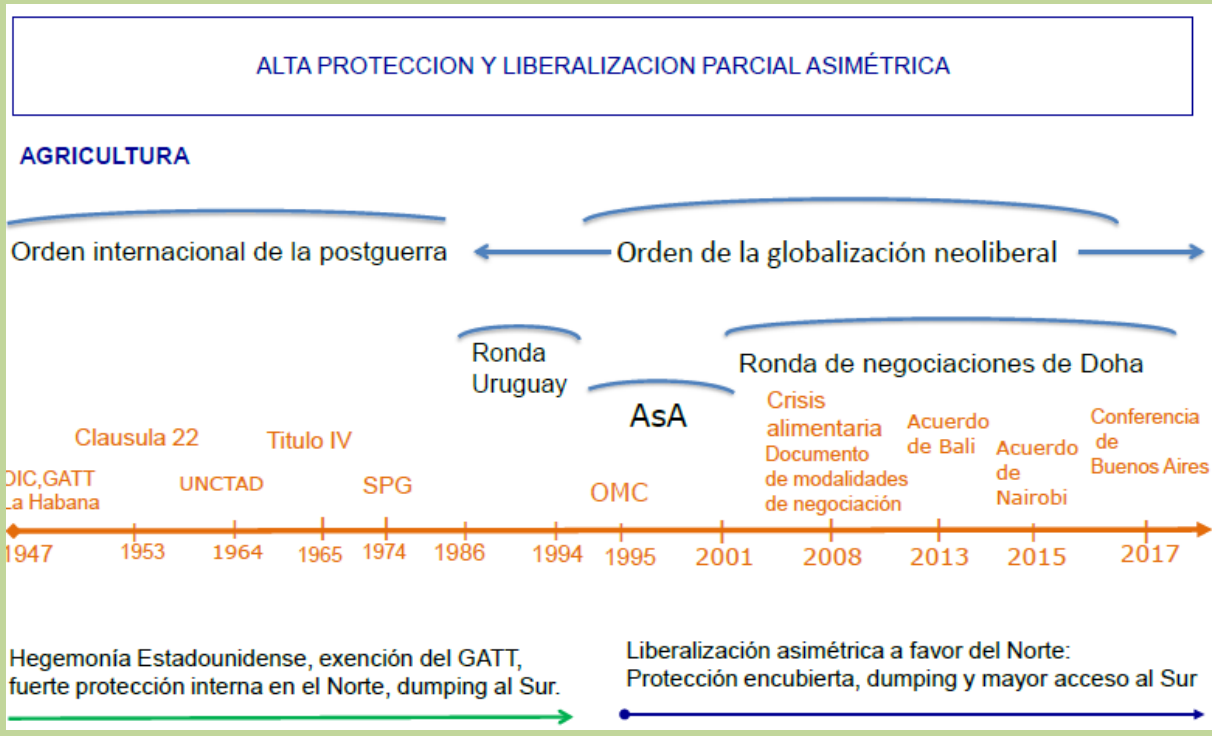 ALTA PROTECCION Y LIBERALIZACION PARCIAL ASIMÉTRICA
AGRICULTURA
Orden internacional de la postguerra
Orden de la globalización neoliberal
Ronda
Uruguay
Ronda de negociaciones de Doha
AsA
Clausula 22
Titulo IV
Crisis
alimentaria
Documento
de modalidades
de negociación
Acuerdo
de Bali
Acuerdo
de
Nairobi
Conferencia
de
Buenos Aires
OIC,GATT
La Habana
UNCTAD
SPG
OMC
1947
1953
1964
1965
1974
1986
1994
1995
2001
2008
2013
2015
2017
Hegemonía Estadounidense, exención del GATT,
fuerte protección interna en el Norte, dumping al Sur.
Liberalización asimétrica a favor del Norte:
Protección encubierta, dumping y mayor acceso al Sur